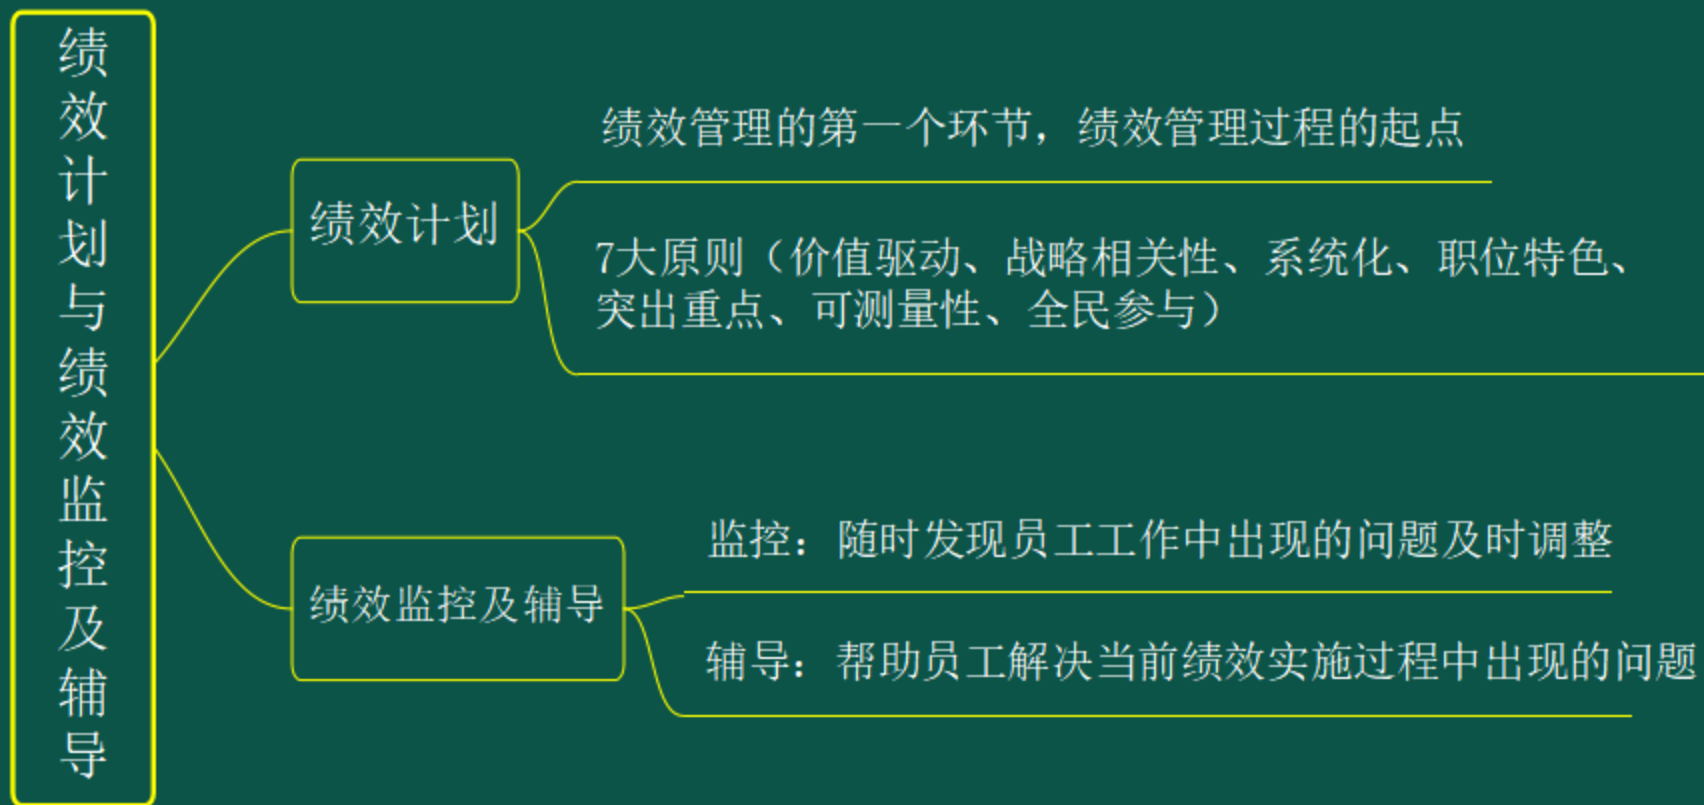 绩效计划与绩效监控及辅导
绩效计划
绩效管理的第一个环节，绩效管理过程的起点
7大原则（价值驱动、战略相关性、系统化、职位特色、
突出重点、可测量性、全民参与）
绩效监控及辅导
监控：随时发现员工工作中出现的问题及时调整
辅导：帮助员工解决当前绩效实施过程中出现的问题